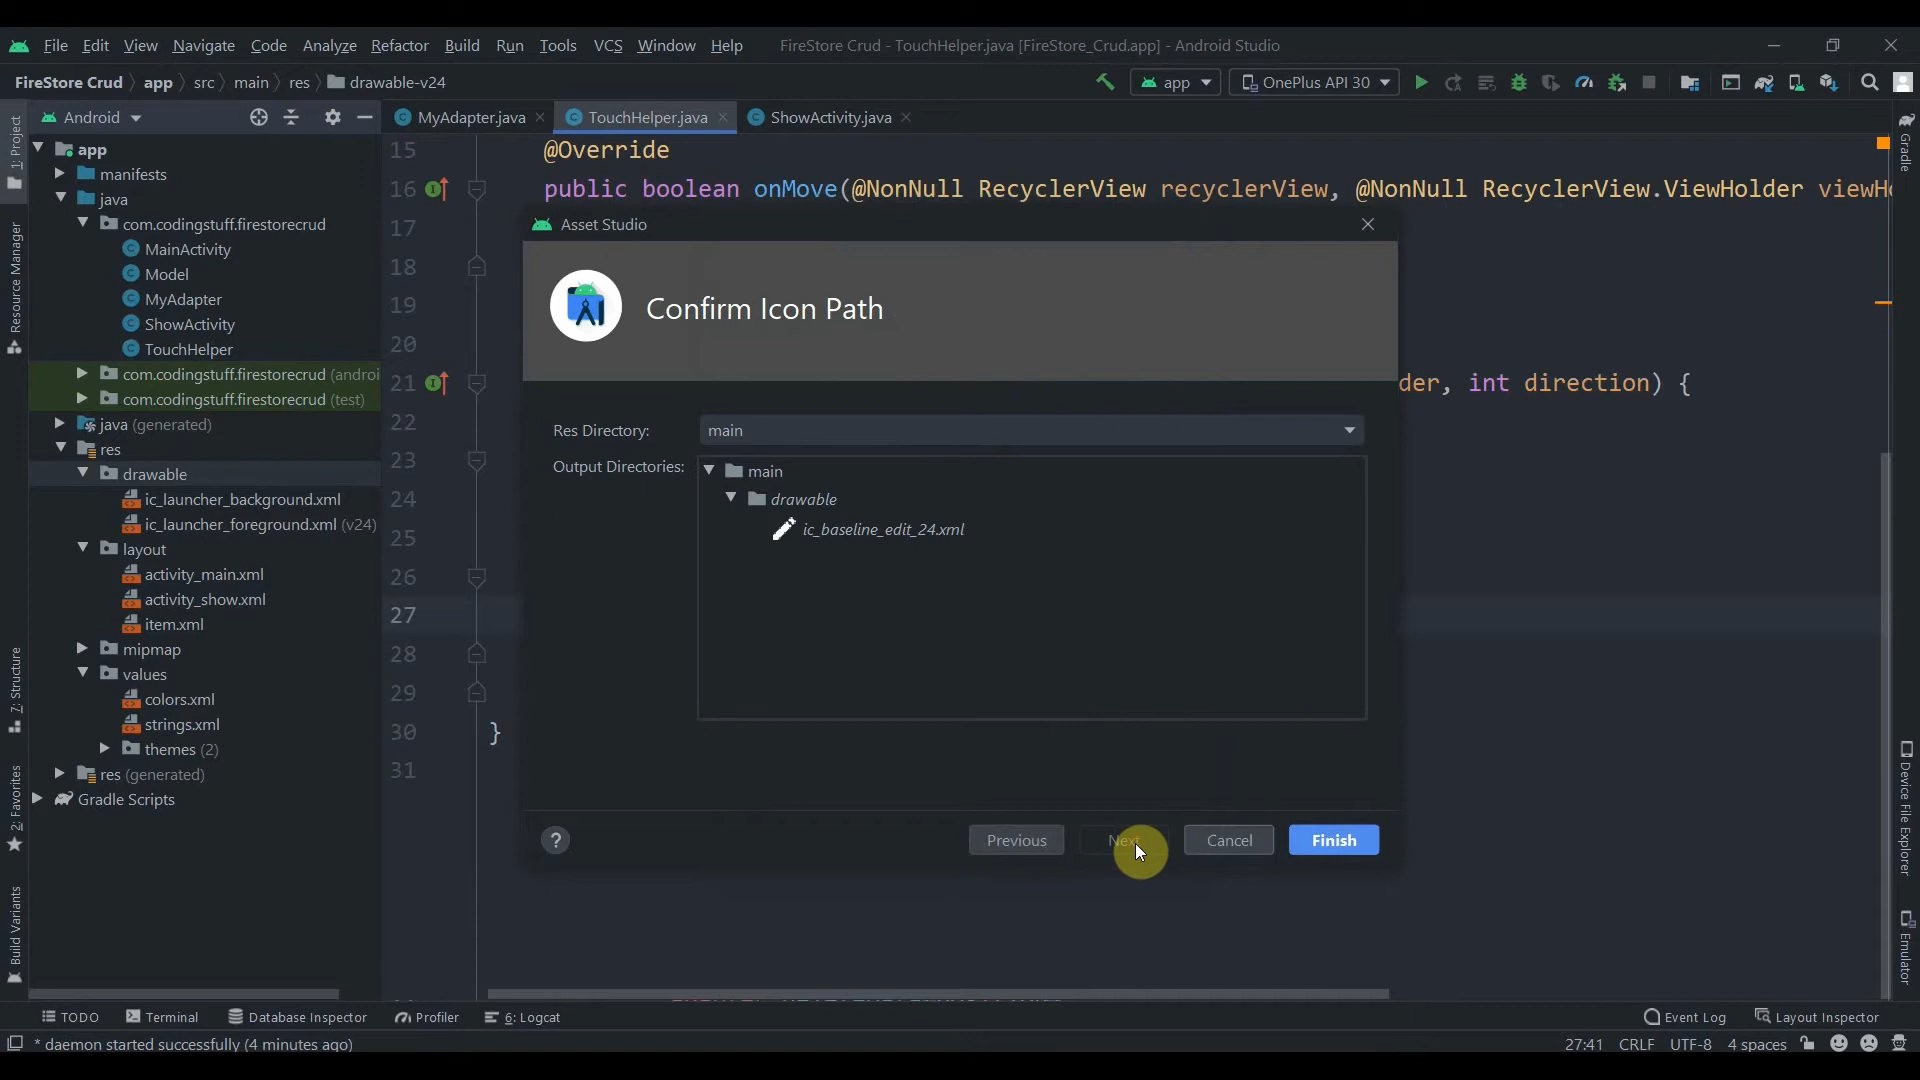 File Edit View Navigate Code Analyze Refactor Build Run Tools VCS Window Help FireStore Crud - TouchHelper.java [FireStore_Crud.app] - Android Studio
FireStore Crud app src main res drawable-v24 app OnePlus API 30
Android MyAdapter.java TouchHelper.java ShowActivity.java
1: Project
Resource Manager
7: Structure
2: Favorites
Build Variants
app
manifests
java
com.codingstuff.firestorecrud
MainActivity
Model
MyAdapter
ShowActivity
TouchHelper
com.codingstuff.firestorecrud (androi
com.codingstuff.firestorecrud (test)
java (generated)
res
drawable
ic_launcher_background.xml
ic_launcher_foreground.xml (v24)
layout
activity_main.xml
activity_show.xml
item.xml
mipmap
values
colors.xml
strings.xml
themes (2)
res (generated)
Gradle Scripts
15 @Override
16 public boolean onMove(@NonNull RecyclerView recyclerView, @NonNull RecyclerView.ViewHolder viewHo
17
18
19
20
21 der, int direction) {
22
23
24
25
26
27
28
29
30 }
31
Asset Studio
Confirm Icon Path
Res Directory: main
Output Directories: main
drawable
ic_baseline_edit_24.xml
? Previous Next Cancel Finish
Gradle
Device File Explorer
Emulator
TODO Terminal Database Inspector Profiler 6: Logcat Event Log Layout Inspector
* daemon started successfully (4 minutes ago) 27:41 CRLF UTF-8 4 spaces